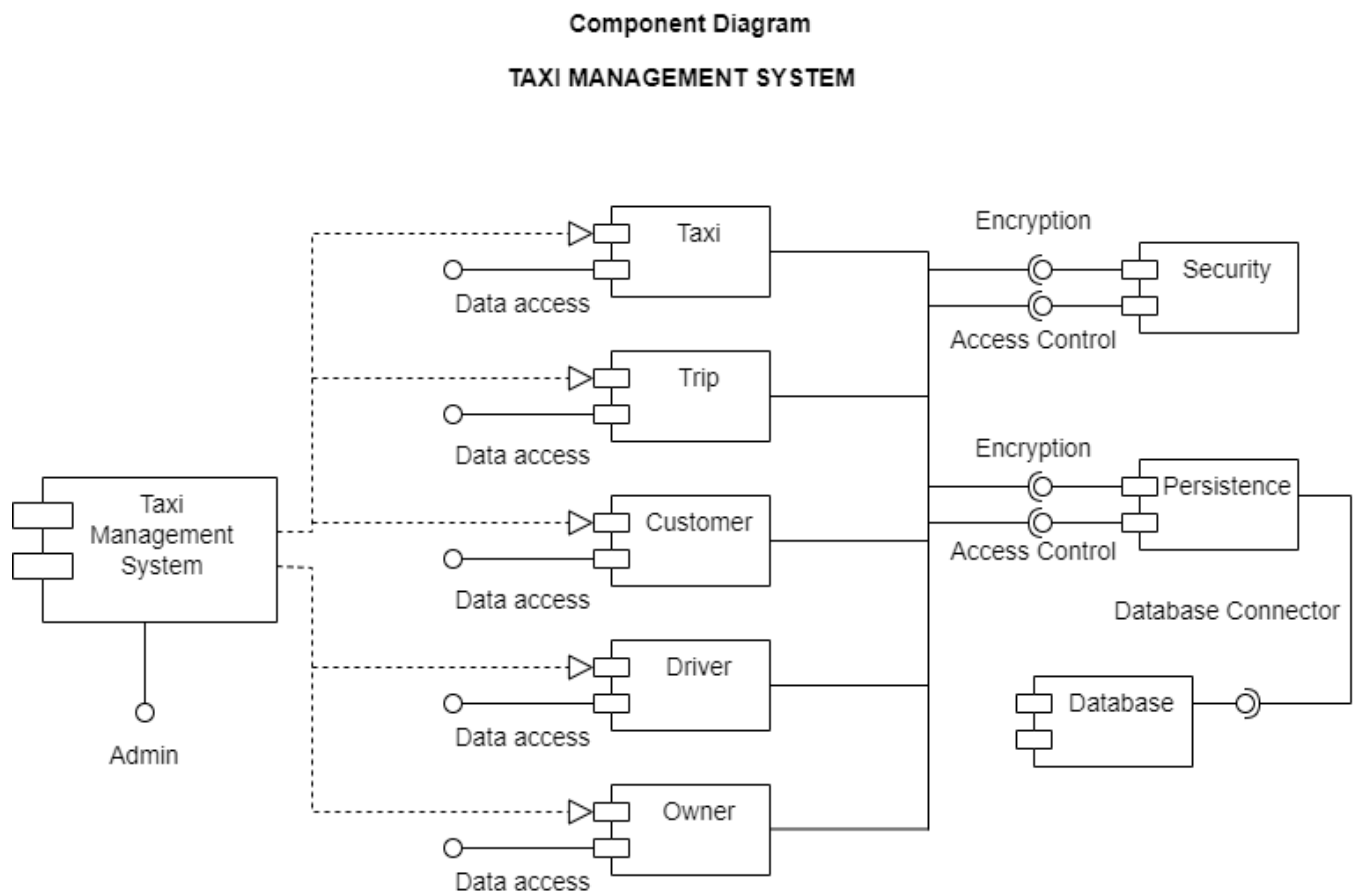 Component Diagram
TAXI MANAGEMENT SYSTEM
Taxi
Data access
Encryption
Security
Access Control
Trip
Data access
Encryption
Persistence
Access Control
Taxi
Management
System
Admin
Customer
Data access
Database Connector
Driver
Data access
Database
Owner
Data access